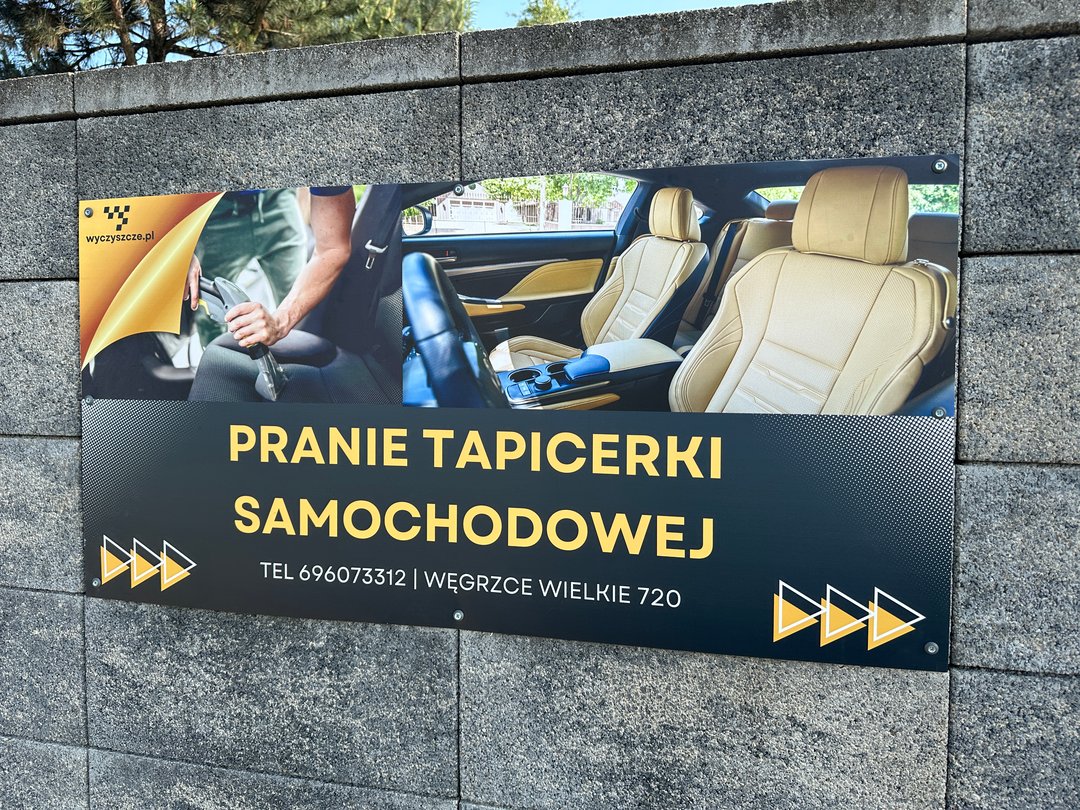 wyczyszcze.pl
PRANIE TAPICERKI
SAMOCHODOWEJ
TEL 696073312 | WĘGRZCE WIELKIE 720